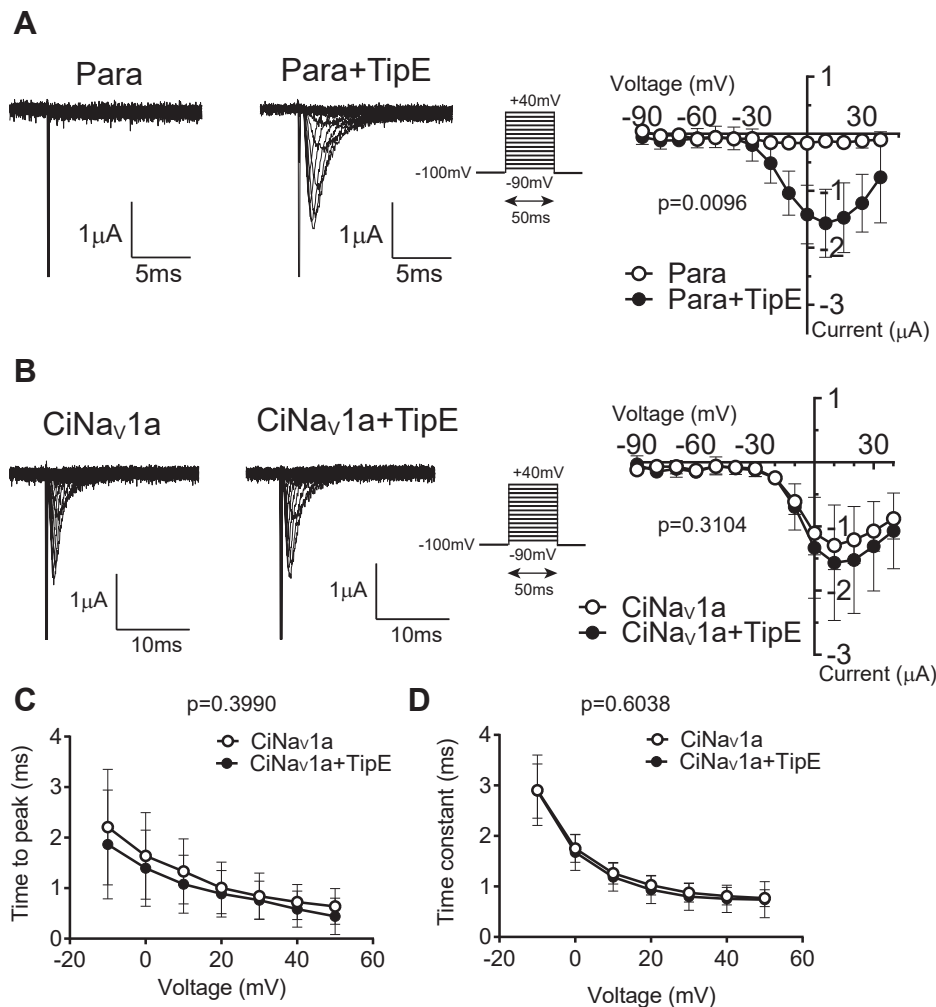 A
Para
Para+TipE
1μA
5ms
1μA
5ms
+40mV
-100mV
-90mV
50ms
Voltage (mV)
-90
-60
-30
30
1
-1
-2
-3
p=0.0096
Para
Para+TipE
Current (μA)
B
CiNaV1a
CiNaV1a+TipE
1μA
10ms
1μA
10ms
+40mV
-100mV
-90mV
50ms
Voltage (mV)
-90
-60
-30
30
1
-1
-2
-3
p=0.3104
CiNaV1a
CiNaV1a+TipE
Current (μA)
C
p=0.3990
CiNaV1a
CiNaV1a+TipE
Time to peak (ms)
4
3
2
1
0
-20
0
20
40
60
Voltage (mV)
D
p=0.6038
CiNaV1a
CiNaV1a+TipE
Time constant (ms)
4
3
2
1
0
-20
0
20
40
60
Voltage (mV)